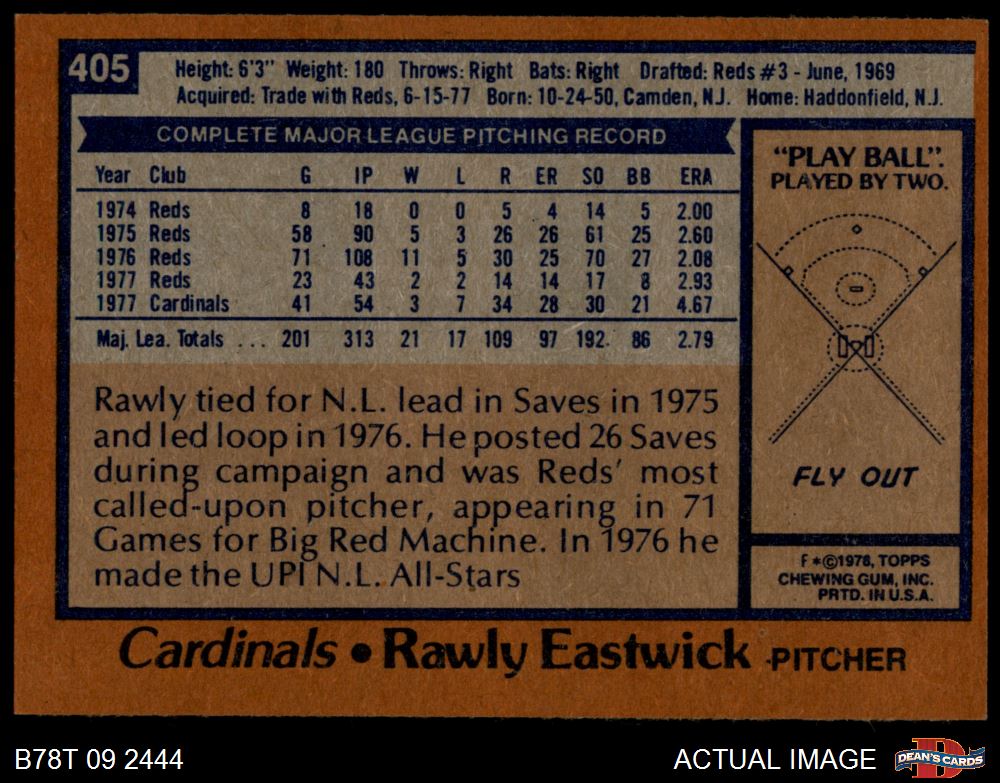 405
Height: 6'3" Weight: 180 Throws: Right Bats: Right Drafted: Reds #3 - June, 1969
Acquired: Trade with Reds, 6-15-77 Born: 10-24-50, Camden, N.J. Home: Haddonfield, N.J.
COMPLETE MAJOR LEAGUE PITCHING RECORD
Year Club G IP W L R ER SO BB ERA
1974 Reds 8 18 0 0 5 4 14 5 2.00
1975 Reds 58 90 5 3 26 26 61 25 2.60
1976 Reds 71 108 11 5 30 25 70 27 2.08
1977 Reds 23 43 2 2 14 14 17 8 2.93
1977 Cardinals 41 54 3 7 34 28 30 21 4.67
Maj. Lea. Totals ... 201 313 21 17 109 97 192 86 2.79
Rawly tied for N.L. lead in Saves in 1975
and led loop in 1976. He posted 26 Saves
during campaign and was Reds' most
called-upon pitcher, appearing in 71
Games for Big Red Machine. In 1976 he
made the UPI N.L. All-Stars
"PLAY BALL".
PLAYED BY TWO.
FLY OUT
F*©1978, TOPPS
CHEWING GUM, INC.
PRTD. IN U.S.A.
Cardinals • Rawly Eastwick • PITCHER
B78T 09 2444
ACTUAL IMAGE
D
DEAN'S CARDS